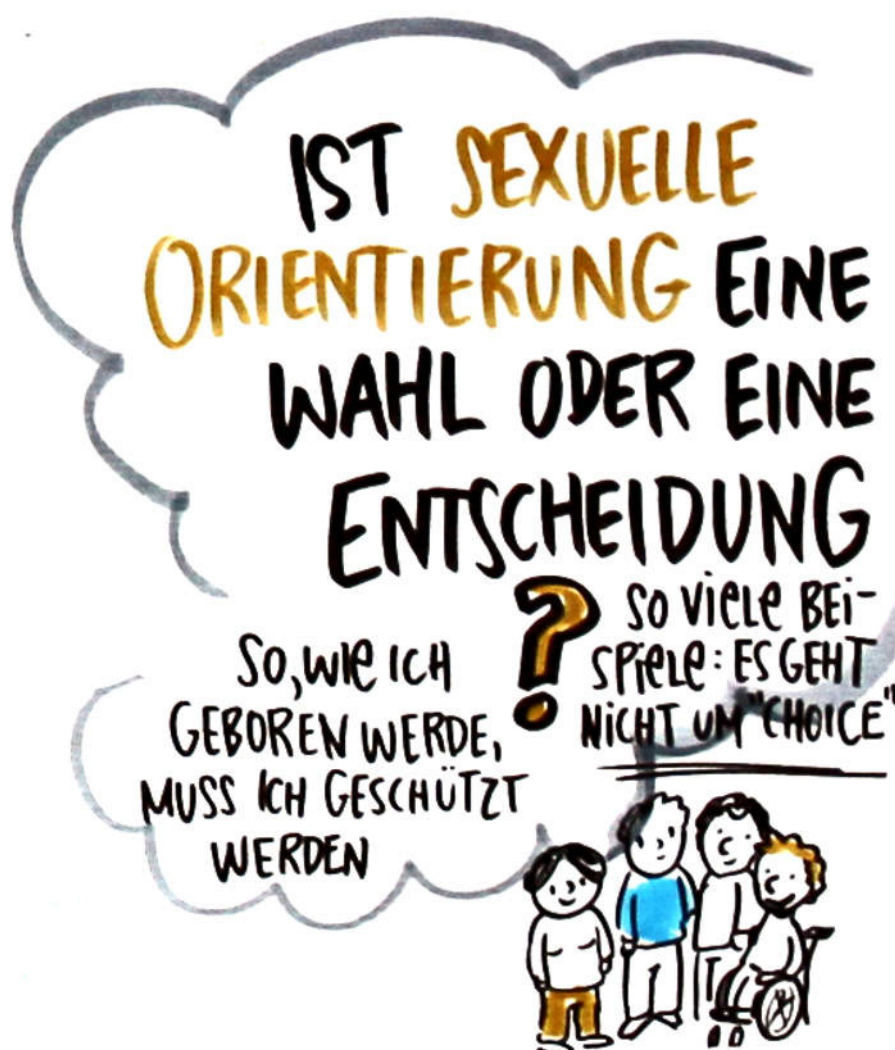 IST SEXUELLE
ORIENTIERUNG EINE
WAHL ODER EINE
ENTSCHEIDUNG
?
SO, WIE ICH
GEBOREN WERDE,
MUSS ICH GESCHÜTZT
WERDEN
SO VIELE BEI-
SPIELE: ES GEHT
NICHT UM "CHOICE"